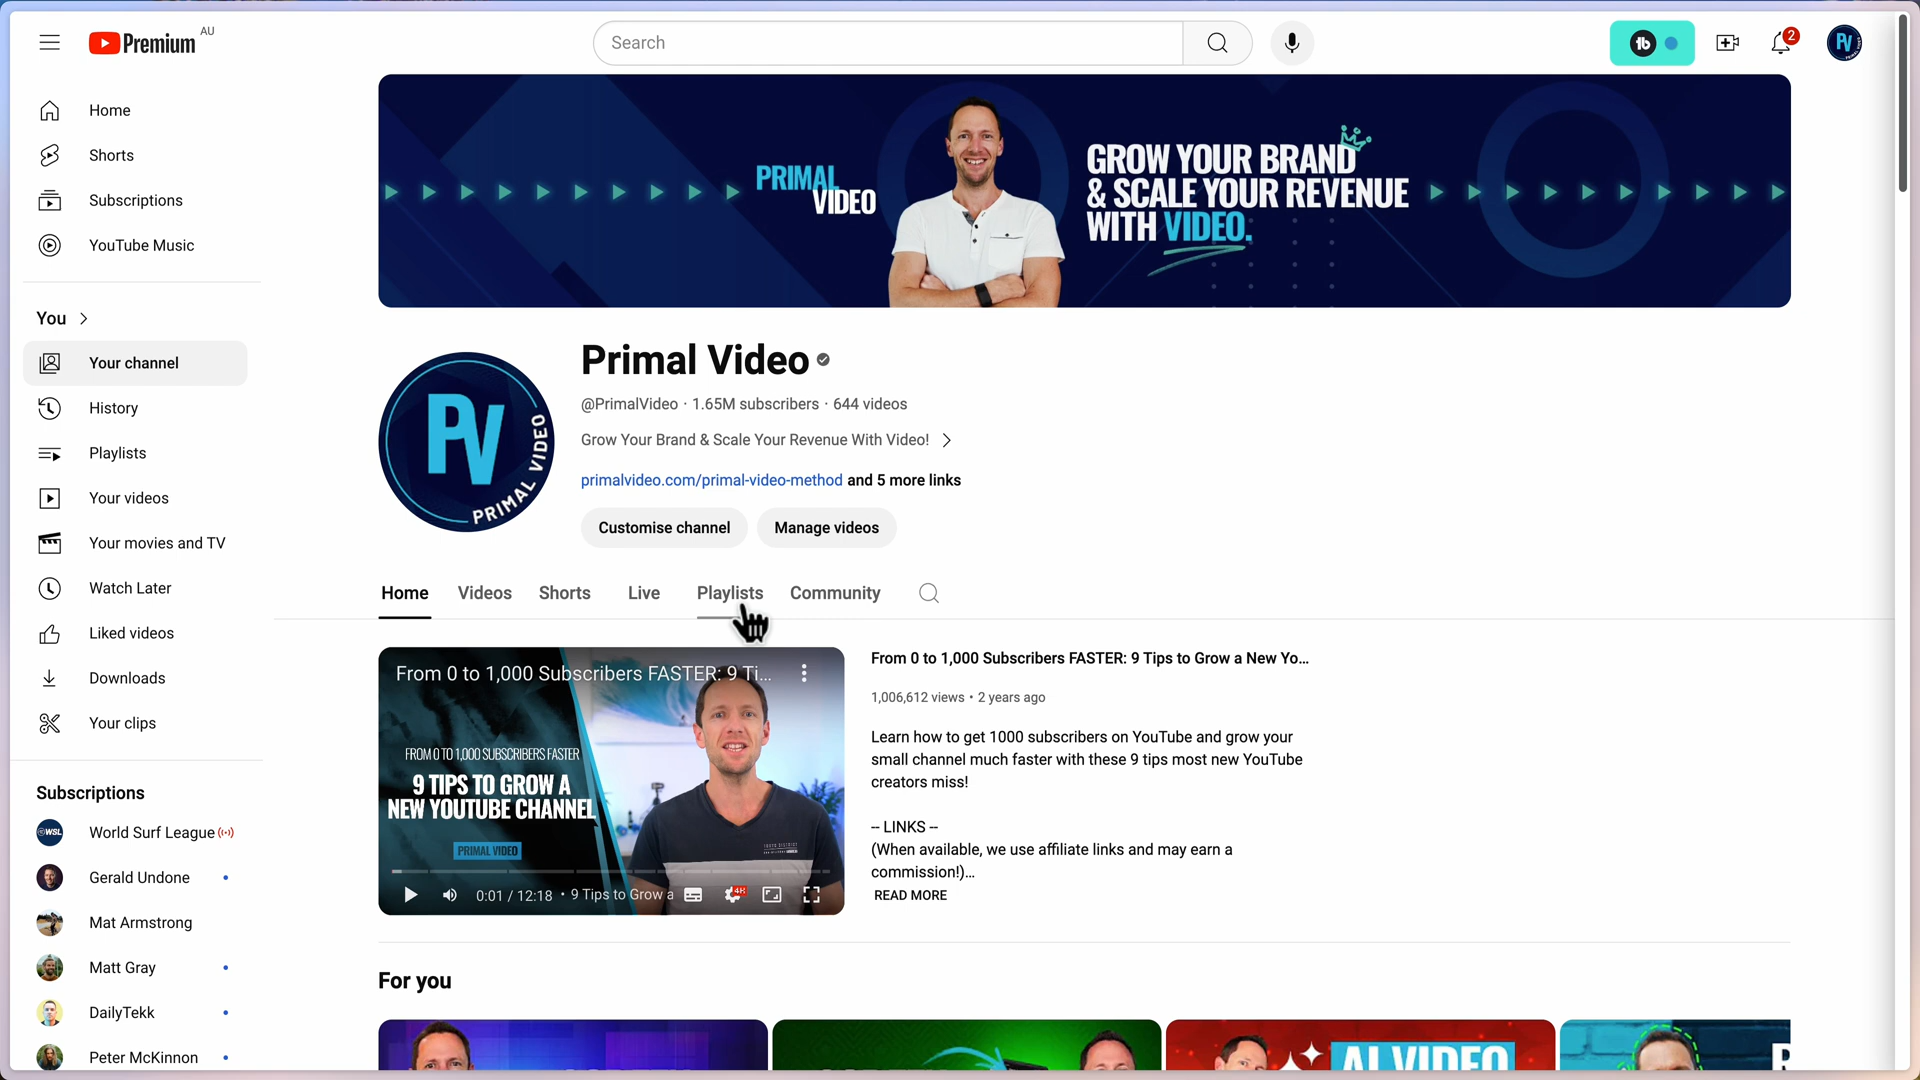 Premium AU
Search
2
Home
Shorts
Subscriptions
YouTube Music
You
Your channel
History
Playlists
Your videos
Your movies and TV
Watch Later
Liked videos
Downloads
Your clips
Subscriptions
World Surf League
Gerald Undone
Mat Armstrong
Matt Gray
DailyTekk
Peter McKinnon
PRIMAL
VIDEO
GROW YOUR BRAND
& SCALE YOUR REVENUE
WITH VIDEO.
PV
PRIMAL VIDEO
Primal Video
@PrimalVideo · 1.65M subscribers · 644 videos
Grow Your Brand & Scale Your Revenue With Video!
primalvideo.com/primal-video-method and 5 more links
Customise channel Manage videos
Home Videos Shorts Live Playlists Community
From 0 to 1,000 Subscribers FASTER: 9 Ti...
FROM 0 TO 1,000 SUBSCRIBERS FASTER
9 TIPS TO GROW A
NEW YOUTUBE CHANNEL
PRIMAL VIDEO
0:01 / 12:18 • 9 Tips to Grow a
4K
From 0 to 1,000 Subscribers FASTER: 9 Tips to Grow a New Yo...
1,006,612 views • 2 years ago
Learn how to get 1000 subscribers on YouTube and grow your
small channel much faster with these 9 tips most new YouTube
creators miss!
-- LINKS --
(When available, we use affiliate links and may earn a
commission!)...
READ MORE
For you
AI VIDEO